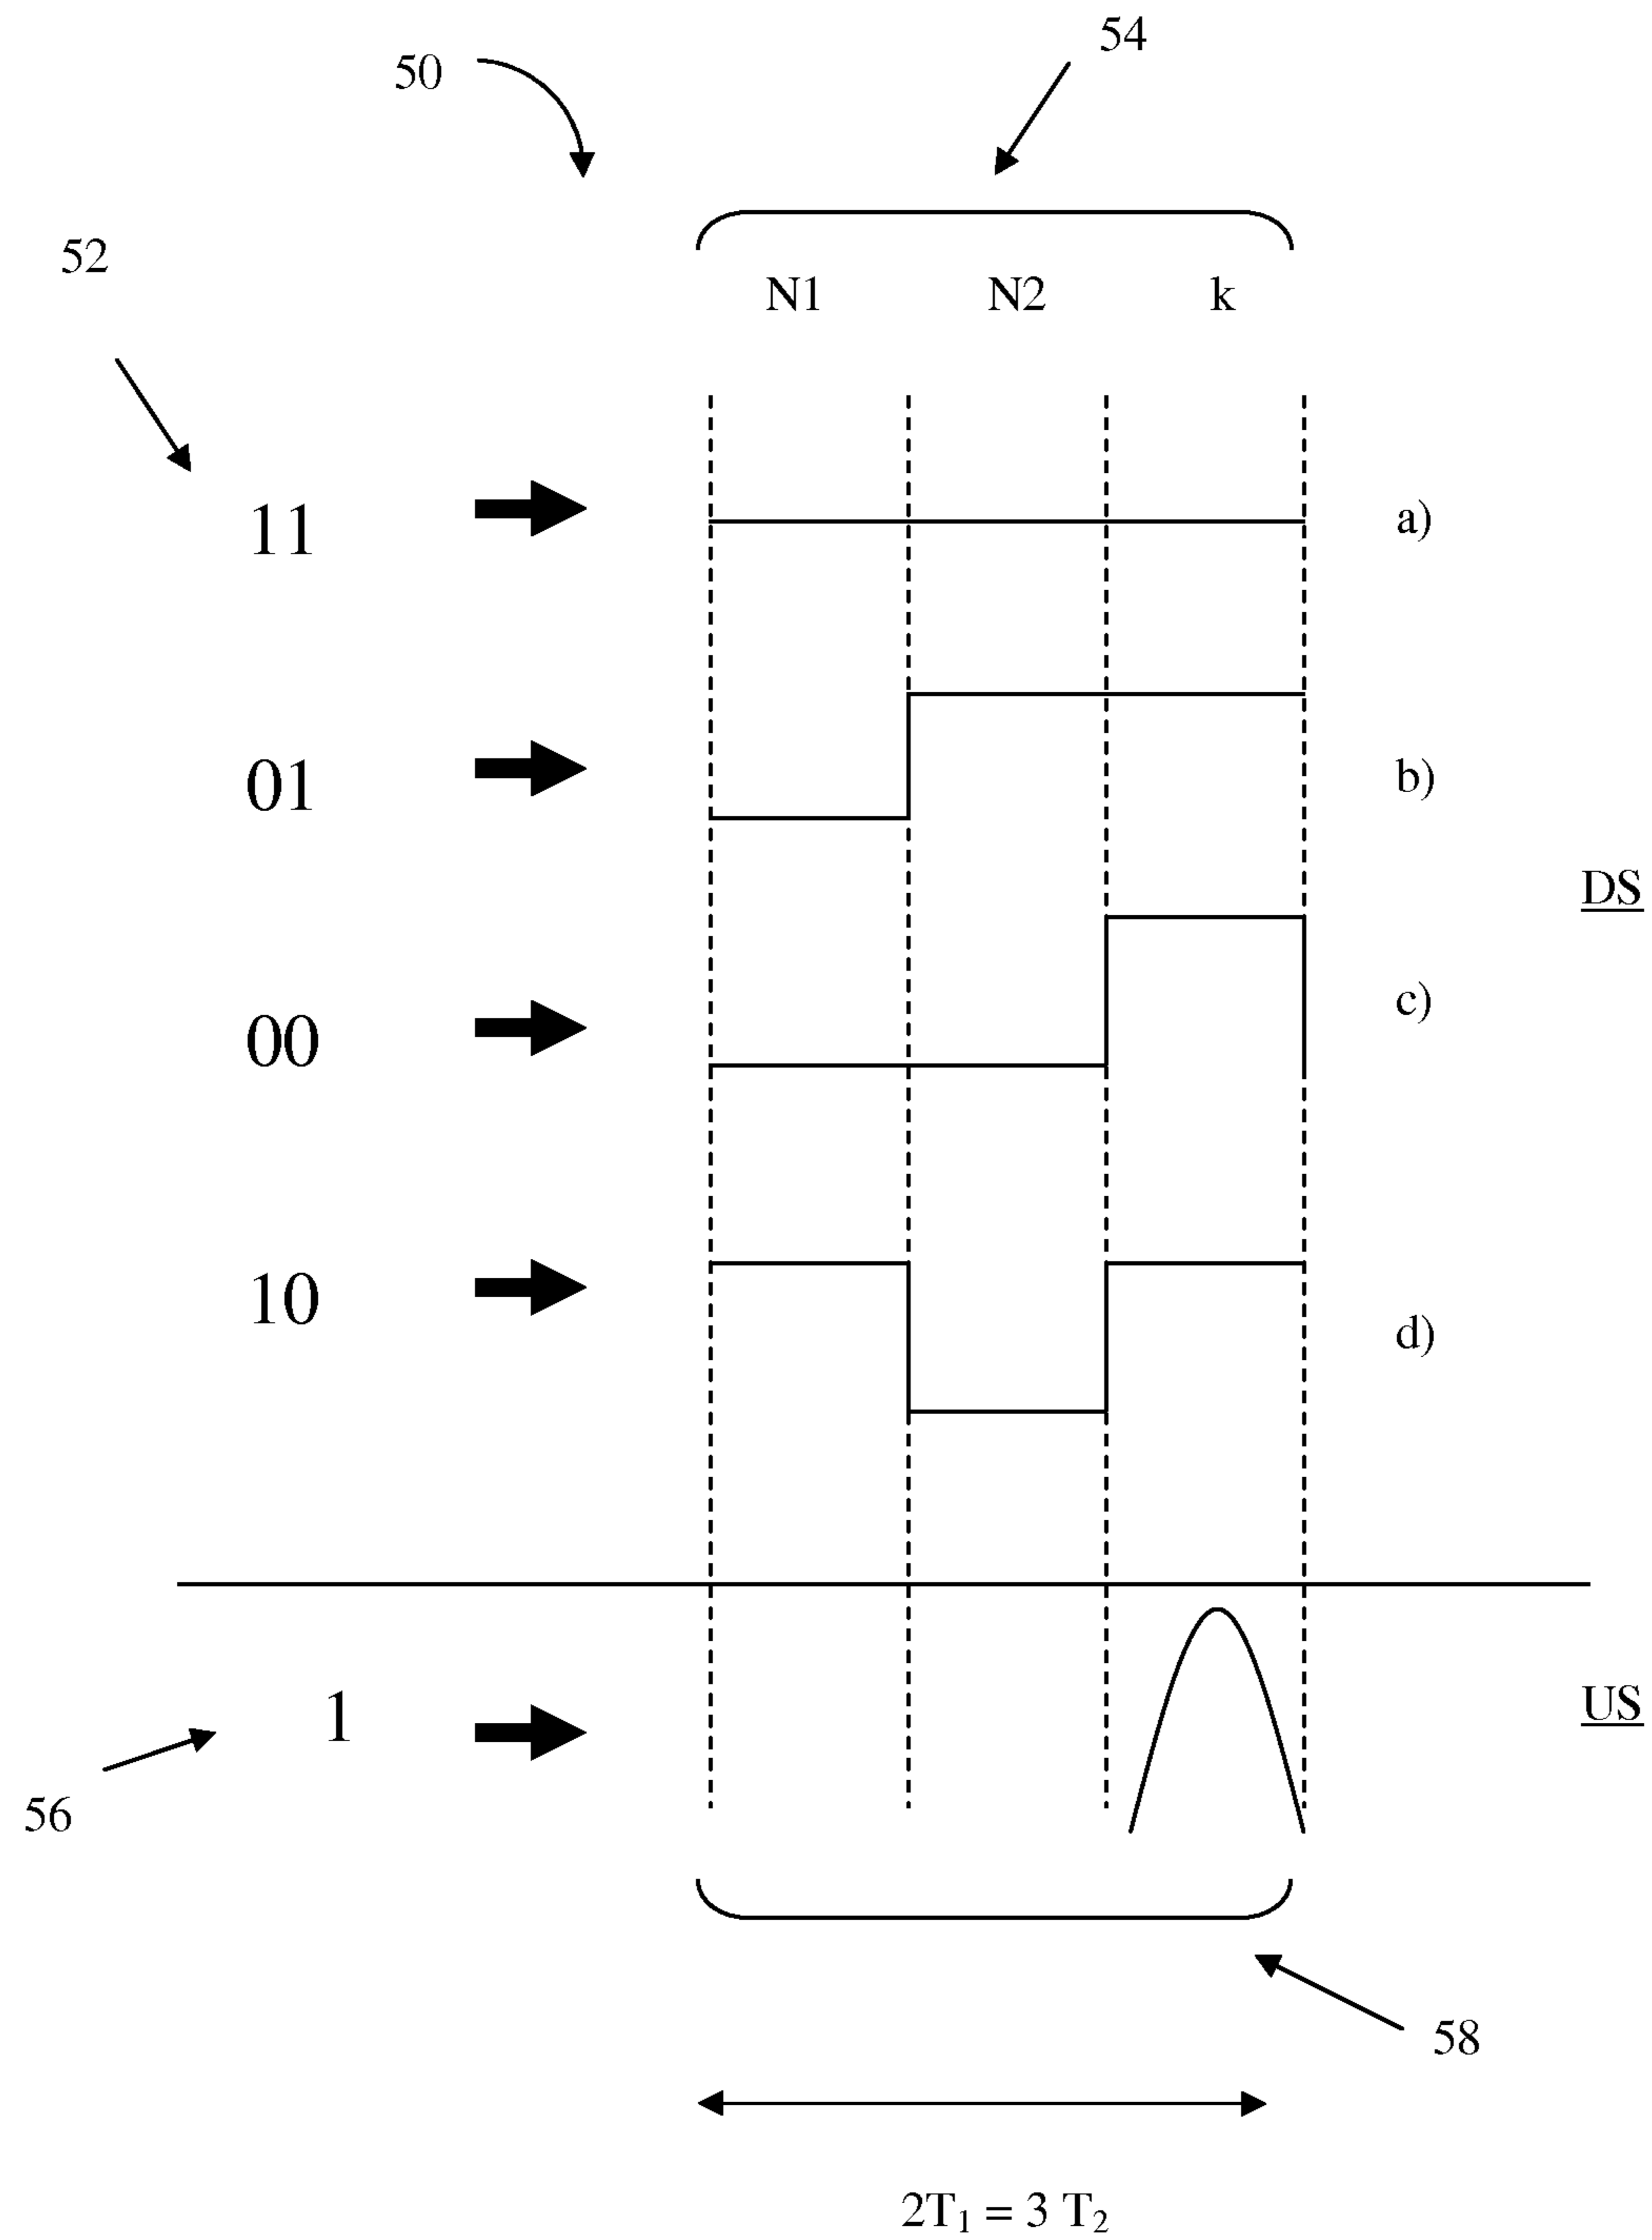 54
50
52
N1 N2 k
11 a)
01 b)
DS
00 c)
10 d)
1 US
56
58
2T₁ = 3 T₂